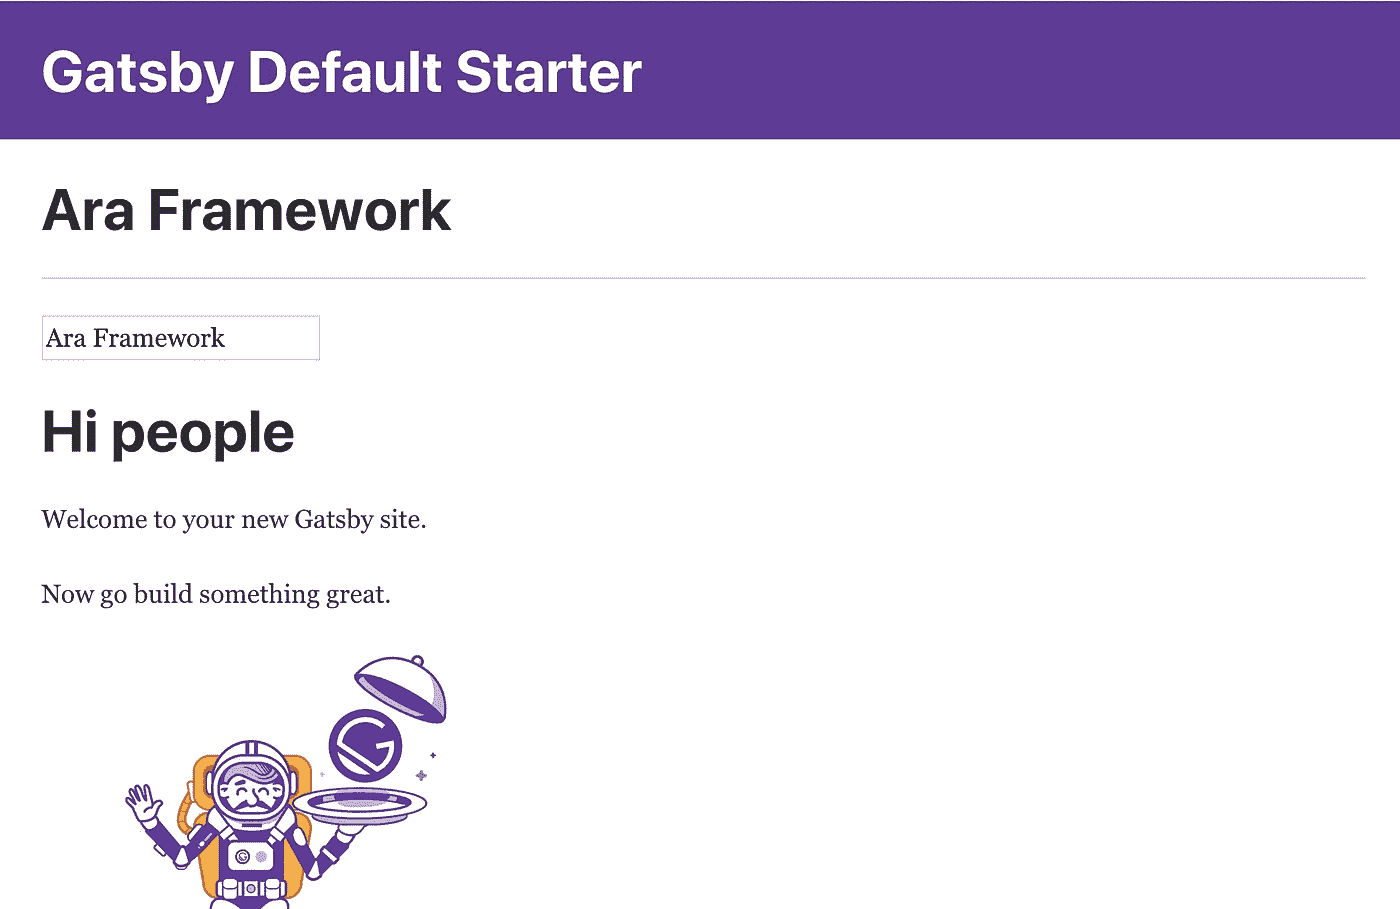 Gatsby Default Starter
Ara Framework
Ara Framework
Hi people
Welcome to your new Gatsby site.
Now go build something great.